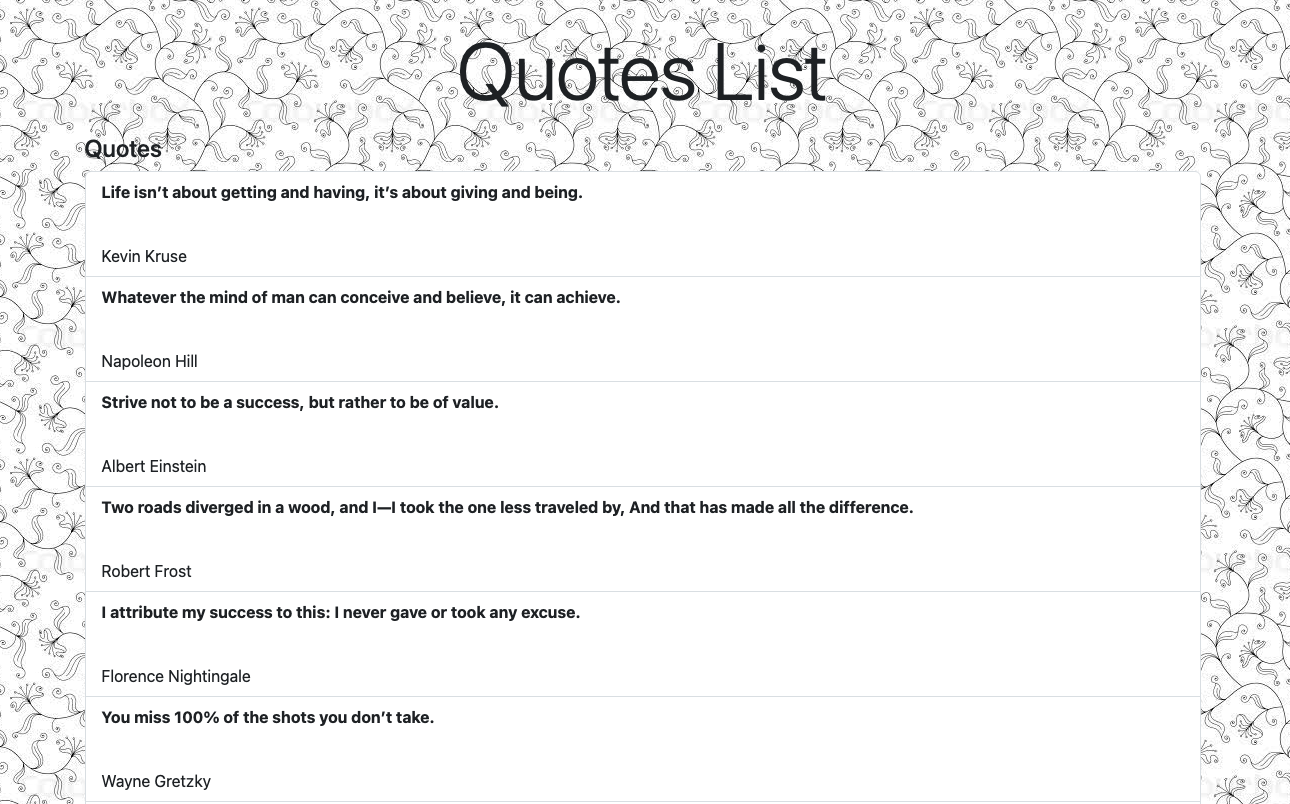 Quotes List
Quotes
Life isn’t about getting and having, it’s about giving and being.
Kevin Kruse
Whatever the mind of man can conceive and believe, it can achieve.
Napoleon Hill
Strive not to be a success, but rather to be of value.
Albert Einstein
Two roads diverged in a wood, and I—I took the one less traveled by, And that has made all the difference.
Robert Frost
I attribute my success to this: I never gave or took any excuse.
Florence Nightingale
You miss 100% of the shots you don’t take.
Wayne Gretzky